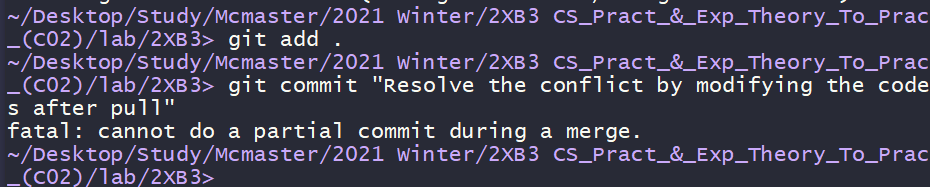 ~/Desktop/Study/Mcmaster/2021 Winter/2XB3 CS_Pract_&_Exp_Theory_To_Prac
_(C02)/lab/2XB3> git add .
~/Desktop/Study/Mcmaster/2021 Winter/2XB3 CS_Pract_&_Exp_Theory_To_Prac
_(C02)/lab/2XB3> git commit "Resolve the conflict by modifying the code
s after pull"
fatal: cannot do a partial commit during a merge.
~/Desktop/Study/Mcmaster/2021 Winter/2XB3 CS_Pract_&_Exp_Theory_To_Prac
_(C02)/lab/2XB3>